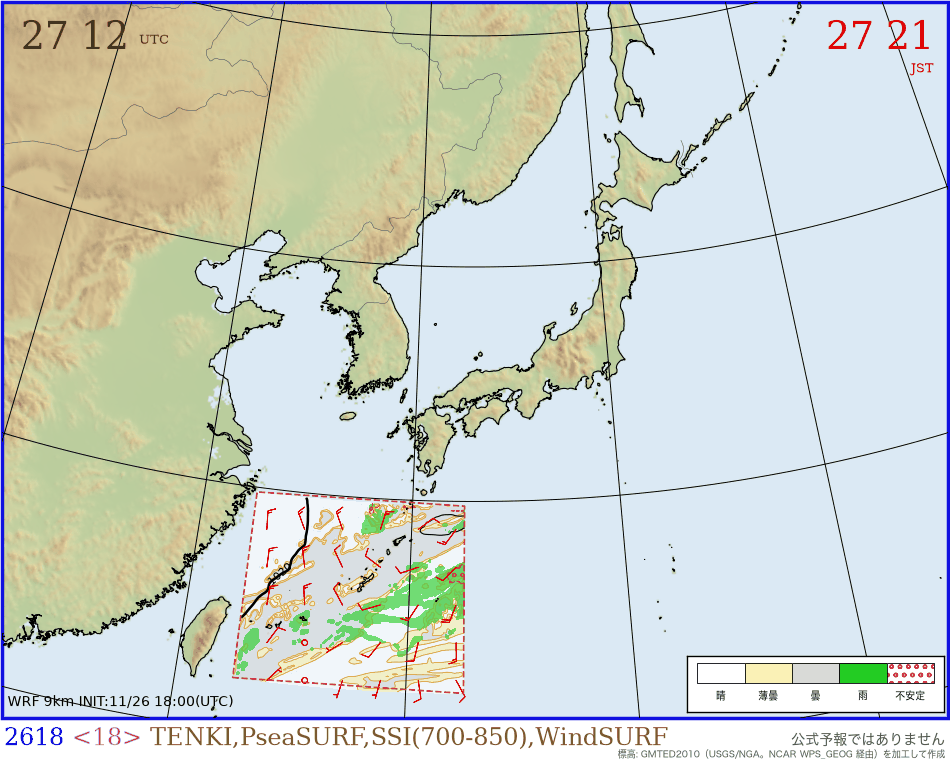 27 12 UTC
27 21
JST
晴 薄曇 曇 雨 不安定
WRF 9km INIT:11/26 18:00(UTC)
2618 <18> TENKI,PseaSURF,SSI(700-850),WindSURF
公式予報ではありません
標高: GMTED2010（USGS/NGA。NCAR WPS_GEOG 経由）を加工して作成